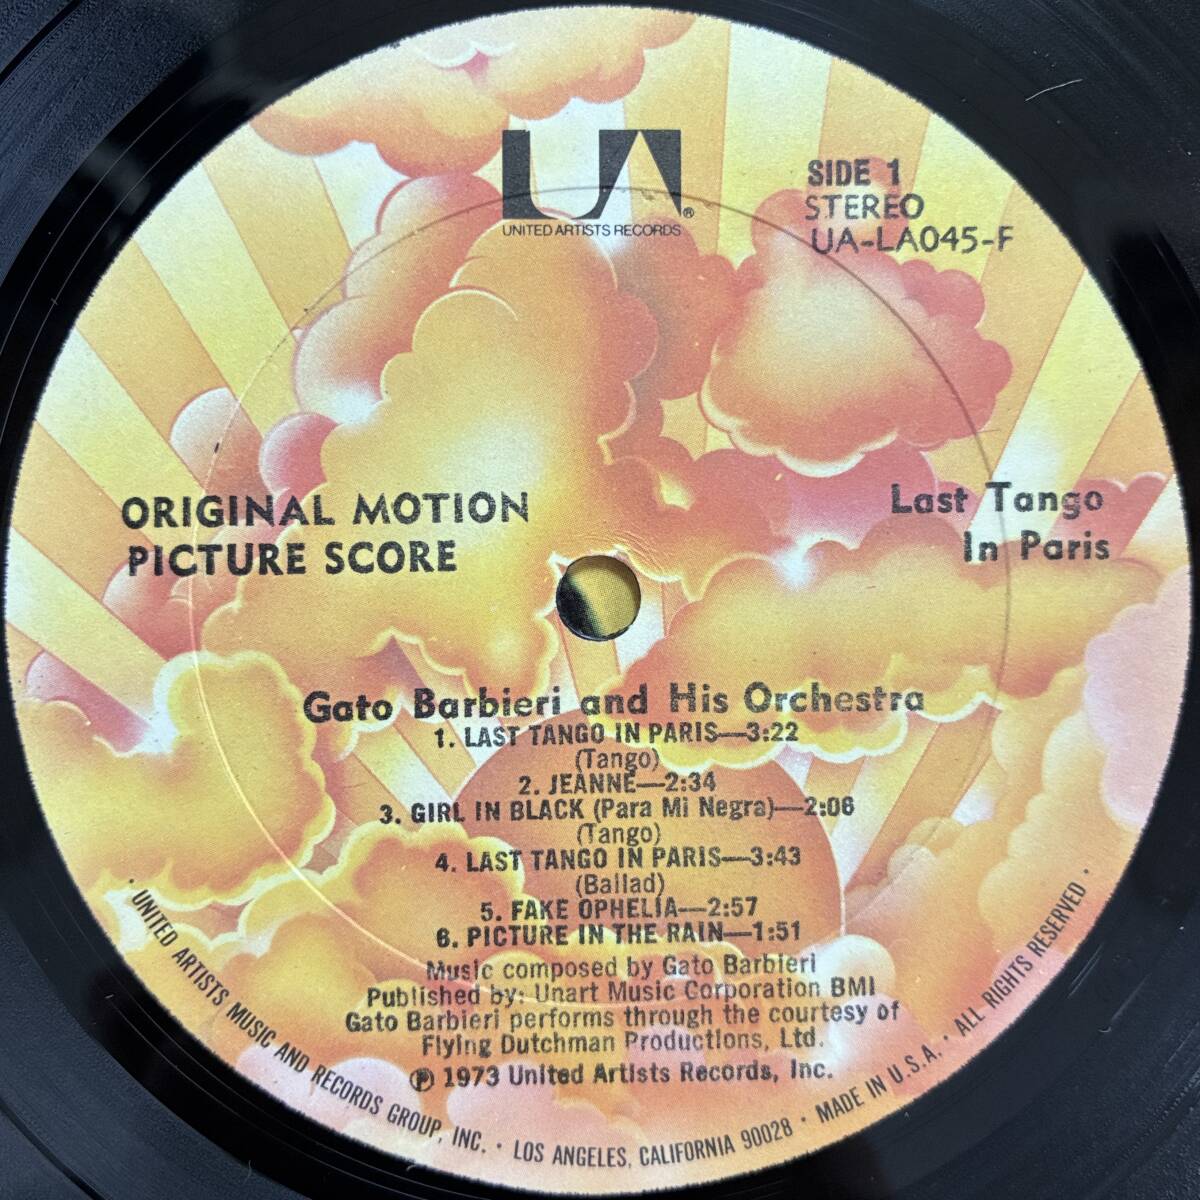 UA®
UNITED ARTISTS RECORDS
SIDE 1
STEREO
UA-LA045-F
ORIGINAL MOTION
PICTURE SCORE
Last Tango
In Paris
Gato Barbieri and His Orchestra
1. LAST TANGO IN PARIS—3:22
(Tango)
2. JEANNE—2:34
3. GIRL IN BLACK (Para Mi Negra)—2:06
(Tango)
4. LAST TANGO IN PARIS—3:43
(Ballad)
5. FAKE OPHELIA—2:57
6. PICTURE IN THE RAIN—1:51
Music composed by Gato Barbieri
Published by: Unart Music Corporation BMI
Gato Barbieri performs through the courtesy of
Flying Dutchman Productions, Ltd.
℗ 1973 United Artists Records, Inc.
· UNITED ARTISTS MUSIC AND RECORDS GROUP, INC. · LOS ANGELES, CALIFORNIA 90028 · MADE IN U.S.A. · ALL RIGHTS RESERVED ·